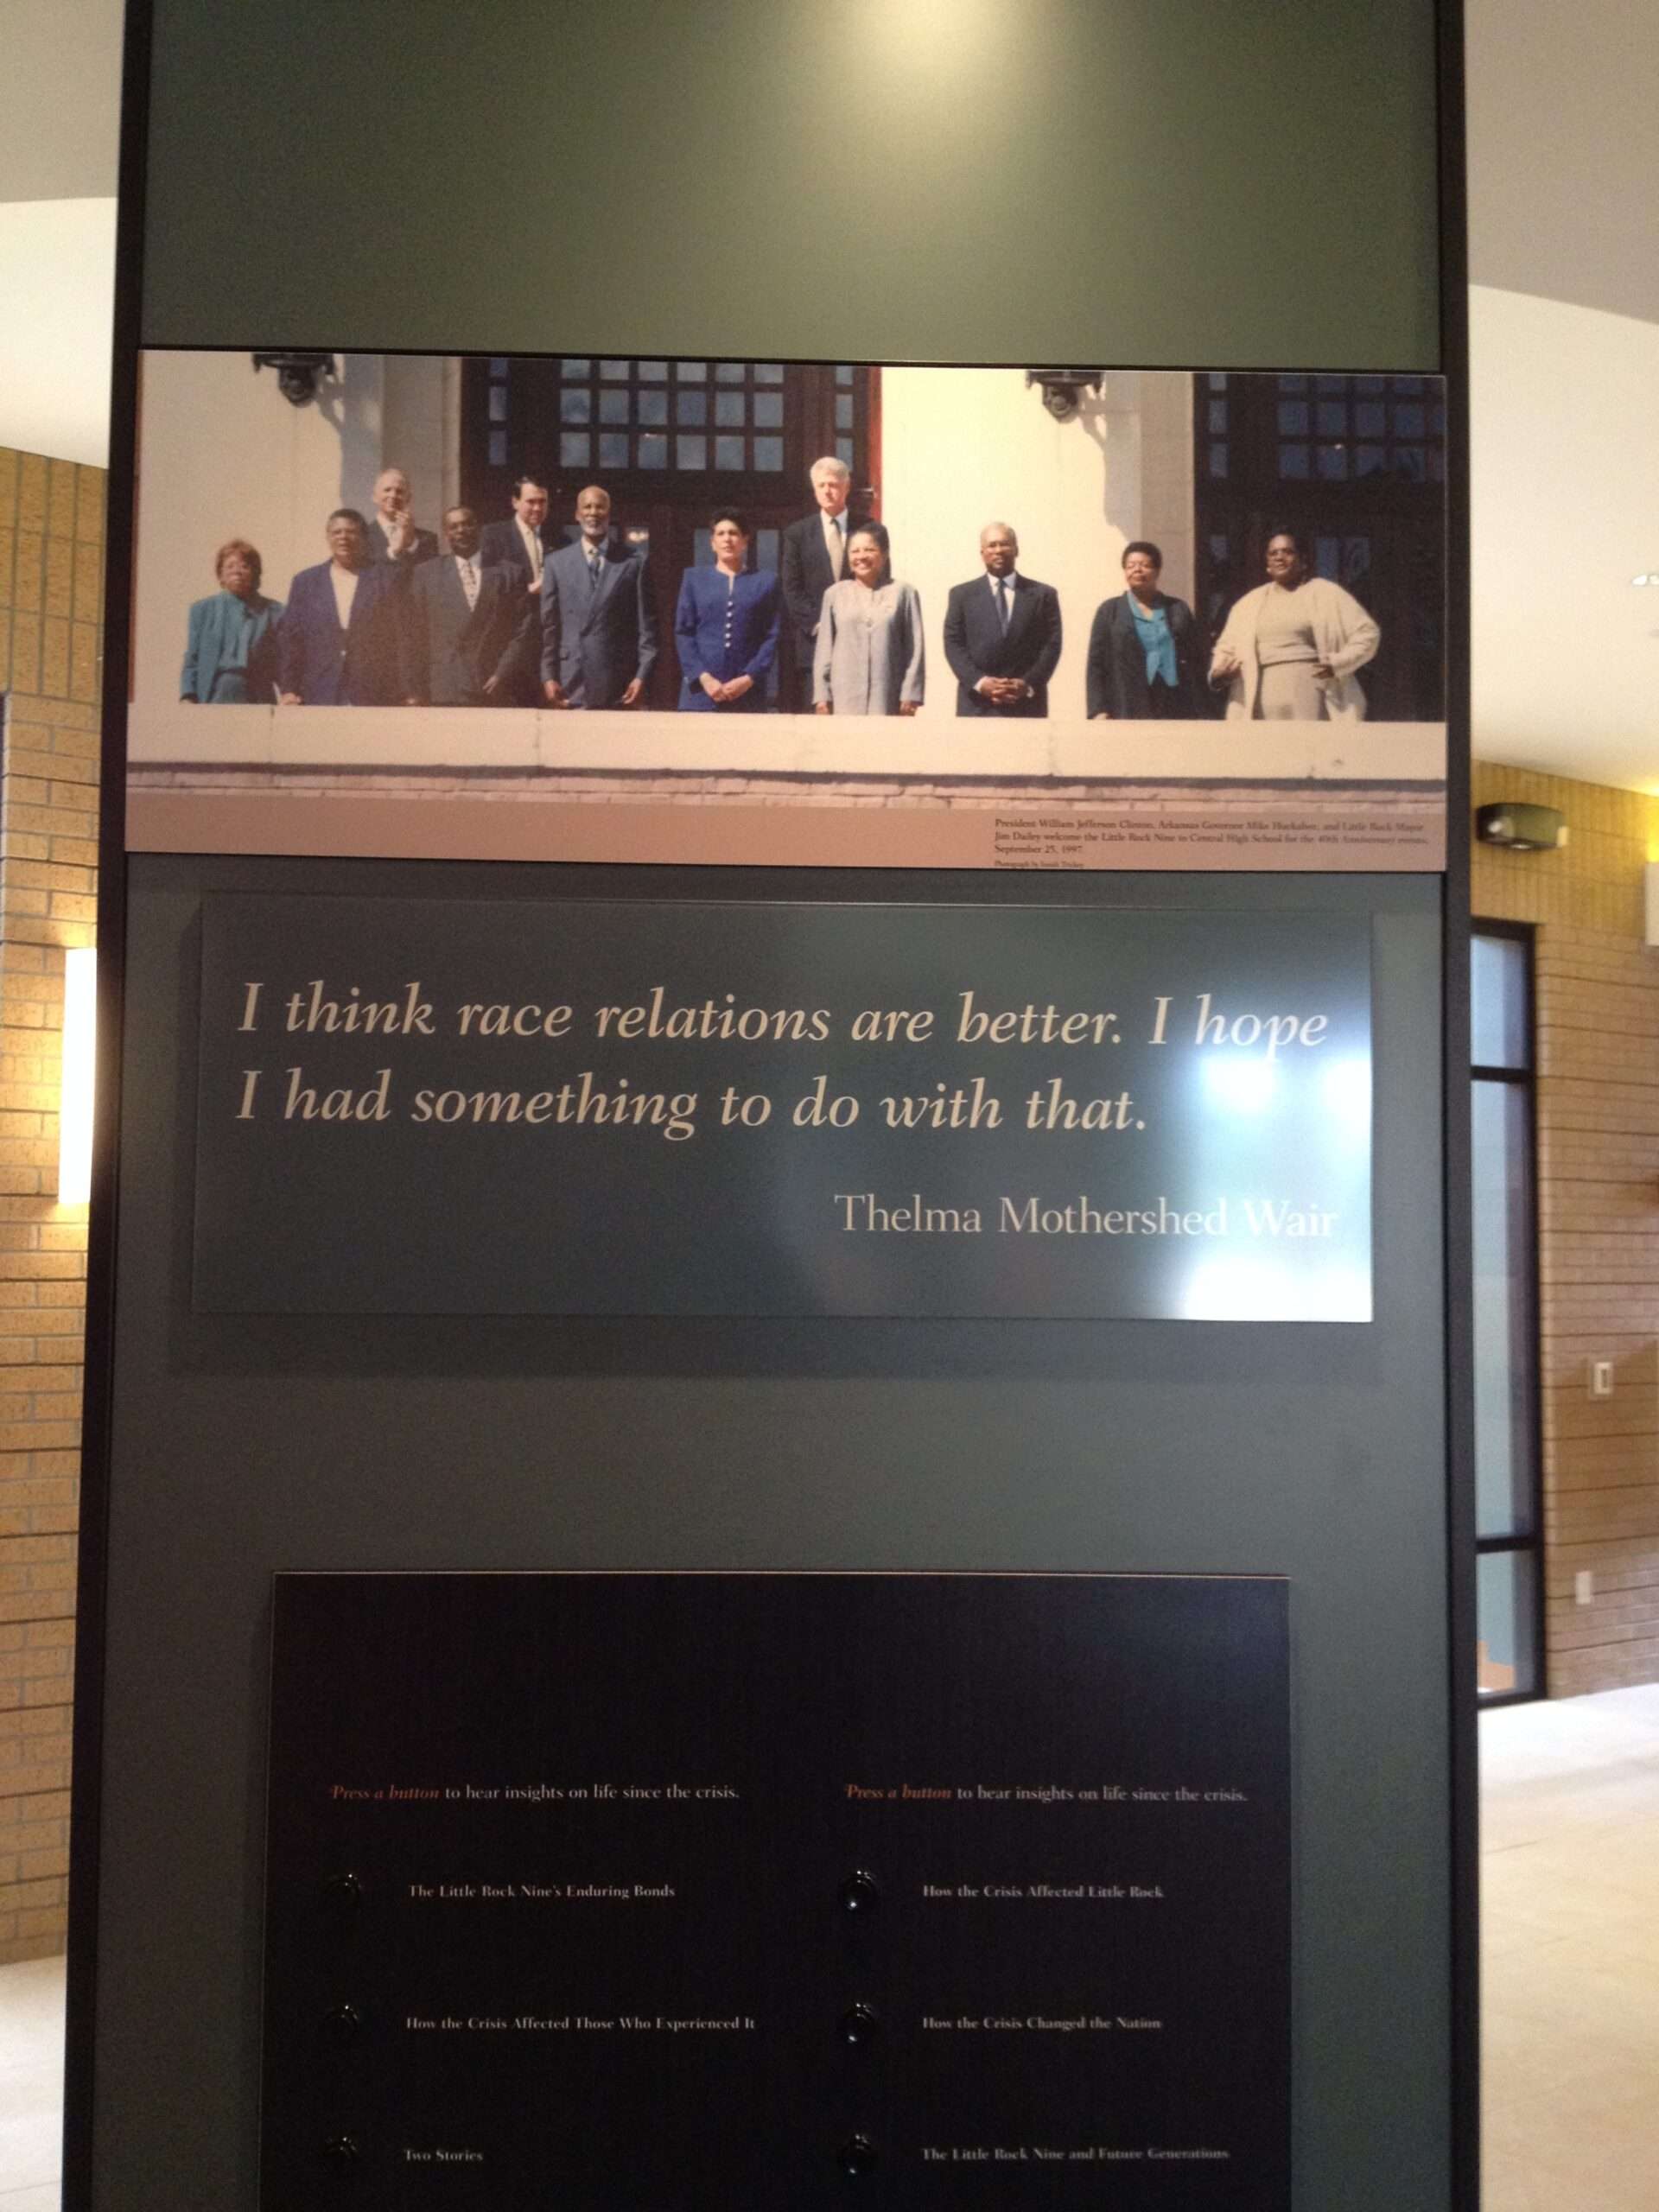 President William Jefferson Clinton, Arkansas Governor Mike Huckabee, and Little Rock Mayor
Jim Dailey welcome the Little Rock Nine to Central High School for the 40th Anniversary events,
September 25, 1997
Photograph by Isaiah Trickey
I think race relations are better. I hope
I had something to do with that.
Thelma Mothershed Wair
Press a button to hear insights on life since the crisis.
The Little Rock Nine's Enduring Bonds
How the Crisis Affected Those Who Experienced It
Two Stories
Press a button to hear insights on life since the crisis.
How the Crisis Affected Little Rock
How the Crisis Changed the Nation
The Little Rock Nine and Future Generations